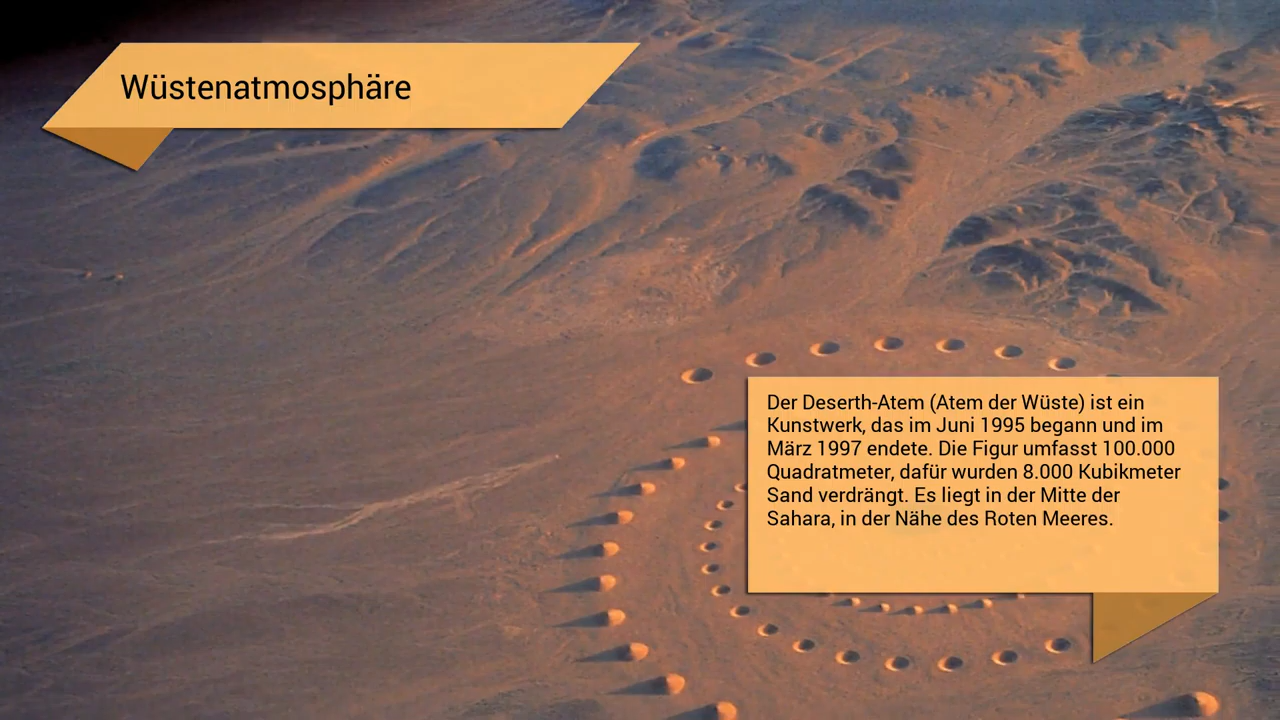 Wüstenatmosphäre
Der Deserth-Atem (Atem der Wüste) ist ein
Kunstwerk, das im Juni 1995 begann und im
März 1997 endete. Die Figur umfasst 100.000
Quadratmeter, dafür wurden 8.000 Kubikmeter
Sand verdrängt. Es liegt in der Mitte der
Sahara, in der Nähe des Roten Meeres.